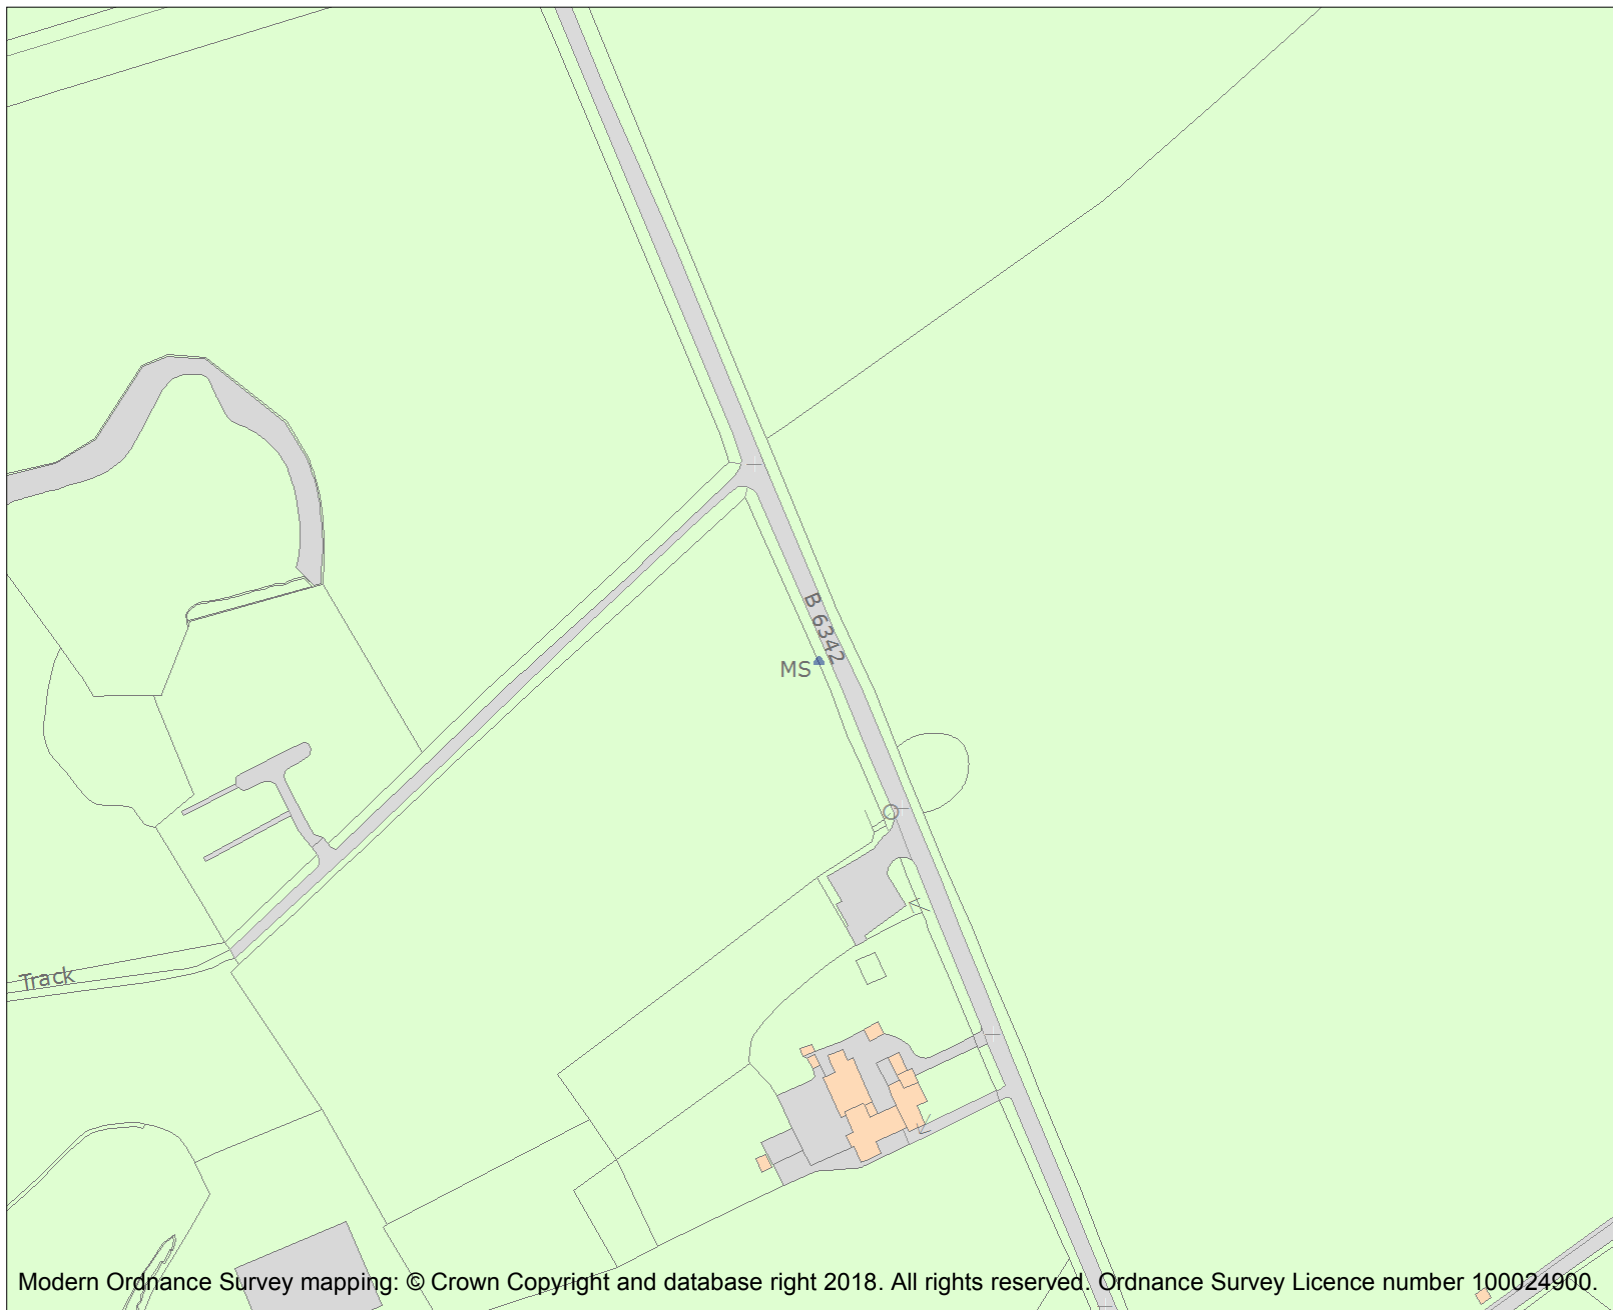 B 6342
MS
Track
Modern Ordnance Survey mapping: © Crown Copyright and database right 2018. All rights reserved. Ordnance Survey Licence number 100024900.